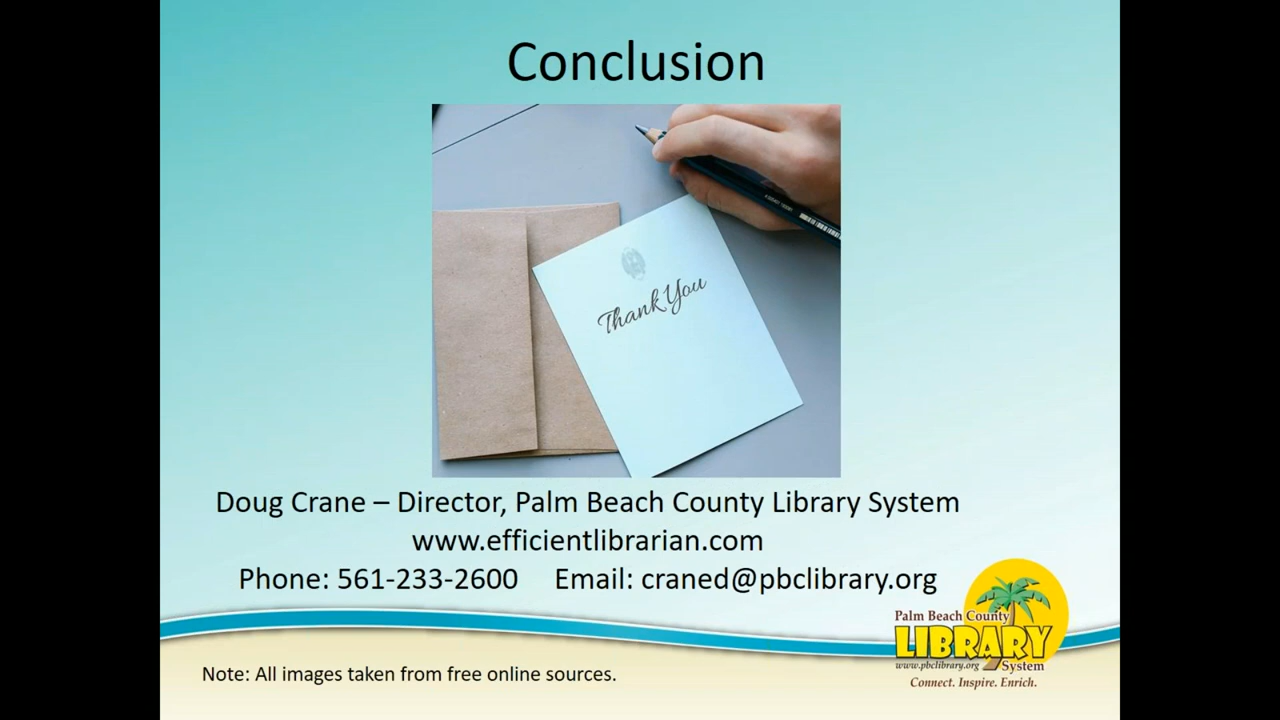 Conclusion
Thank You
Doug Crane – Director, Palm Beach County Library System
www.efficientlibrarian.com
Phone: 561-233-2600 Email: craned@pbclibrary.org
Palm Beach County
LIBRARY
www.pbclibrary.org System
Connect. Inspire. Enrich.
Note: All images taken from free online sources.